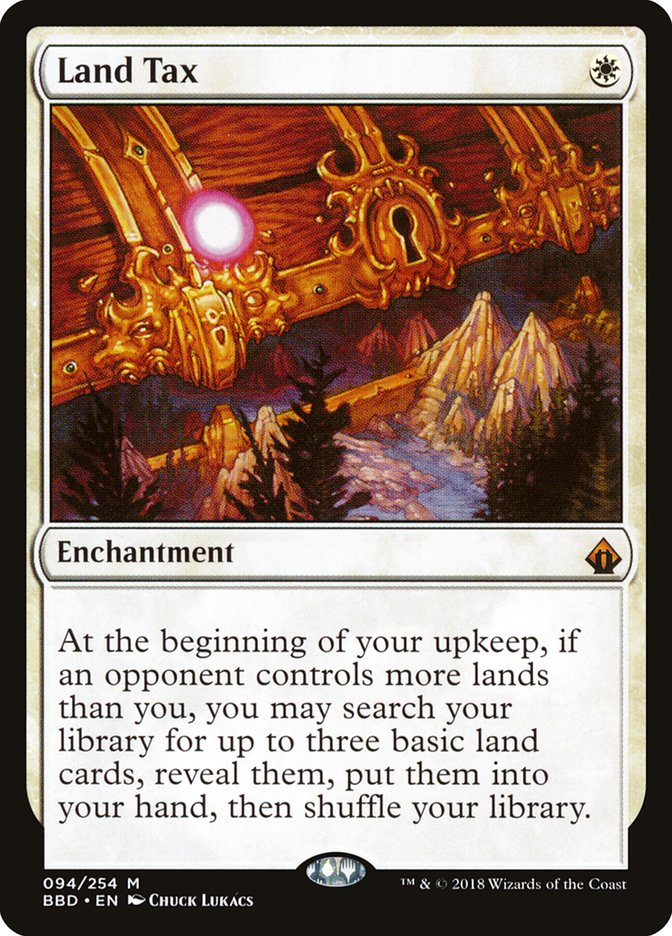 Land Tax
Enchantment
At the beginning of your upkeep, if
an opponent controls more lands
than you, you may search your
library for up to three basic land
cards, reveal them, put them into
your hand, then shuffle your library.
094/254 M
BBD • EN Chuck Lukács
™ & © 2018 Wizards of the Coast